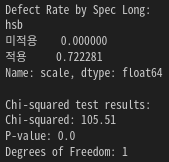 Defect Rate by Spec Long:
hsb
미적용    0.000000
적용     0.722281
Name: scale, dtype: float64

Chi-squared test results:
Chi-squared: 105.51
P-value: 0.0
Degrees of Freedom: 1